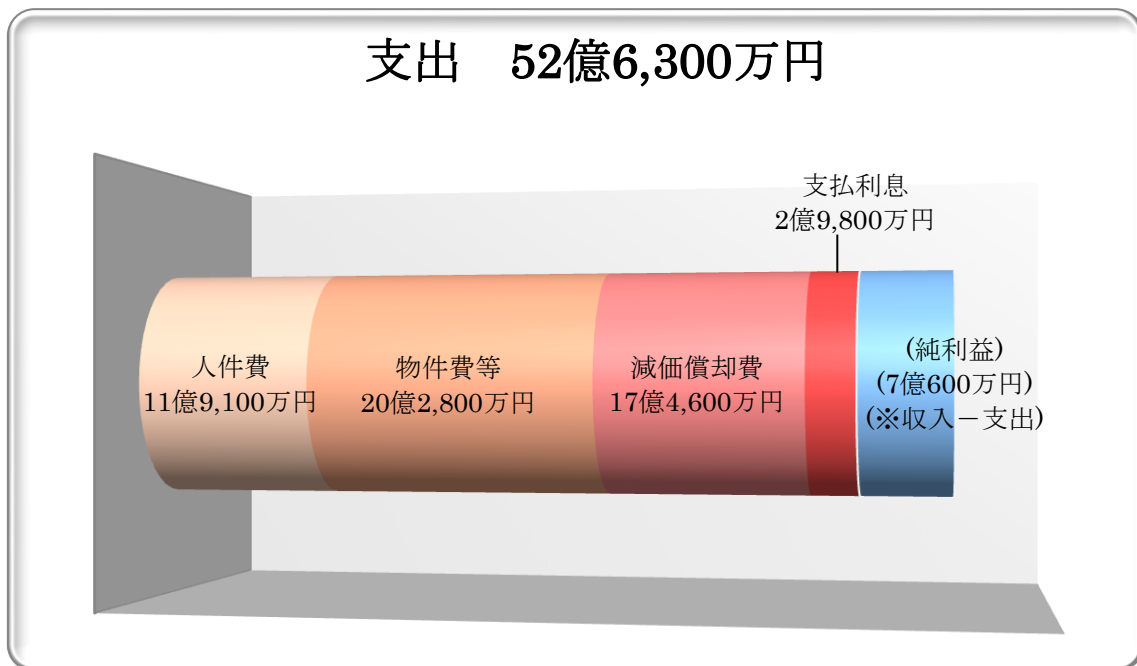 支出　52億6,300万円
支払利息
2億9,800万円
人件費
11億9,100万円
物件費等
20億2,800万円
減価償却費
17億4,600万円
(純利益)
(7億600万円)
(※収入－支出)